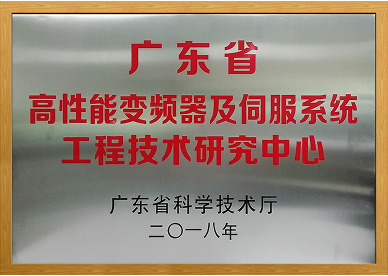 广东省
高性能变频器及伺服系统
工程技术研究中心
广东省科学技术厅
二〇一八年